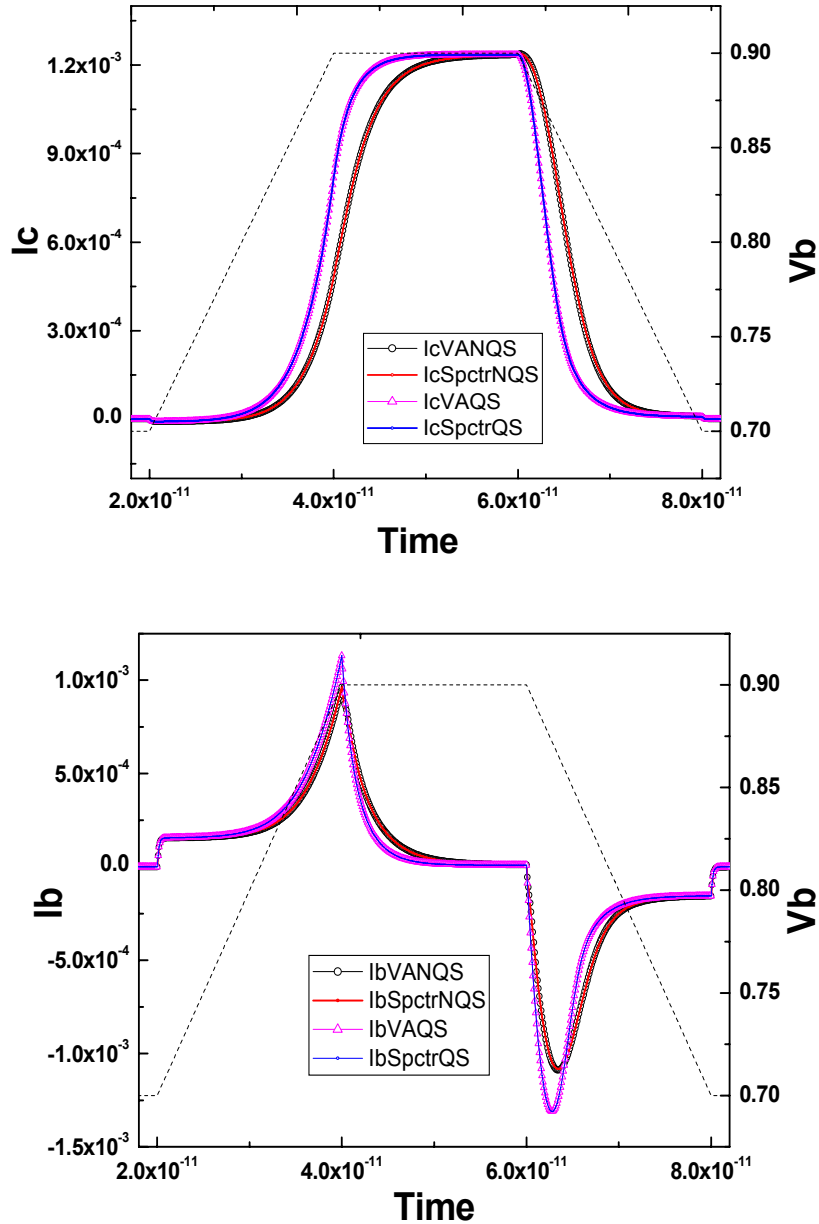 1.2x10⁻³
9.0x10⁻⁴
6.0x10⁻⁴
3.0x10⁻⁴
0.0
Ic
0.90
0.85
0.80
0.75
0.70
Vb
IcVANQS
IcSpctrNQS
IcVAQS
IcSpctrQS
2.0x10⁻¹¹ 4.0x10⁻¹¹ 6.0x10⁻¹¹ 8.0x10⁻¹¹
Time
1.0x10⁻³
5.0x10⁻⁴
0.0
-5.0x10⁻⁴
-1.0x10⁻³
-1.5x10⁻³
Ib
0.90
0.85
0.80
0.75
0.70
Vb
IbVANQS
IbSpctrNQS
IbVAQS
IbSpctrQS
2.0x10⁻¹¹ 4.0x10⁻¹¹ 6.0x10⁻¹¹ 8.0x10⁻¹¹
Time